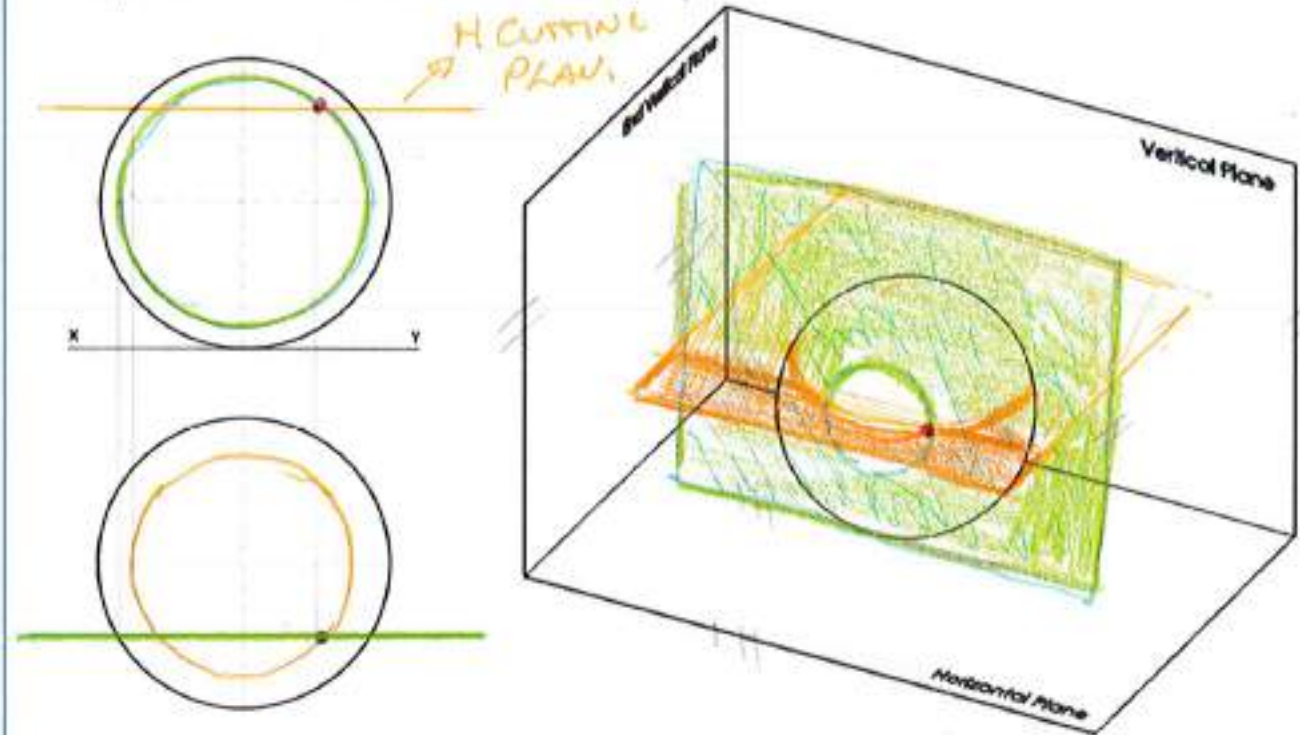 H CUTTING
PLAN.
End Vertical Plane
Vertical Plane
X
Y
Horizontal Plane